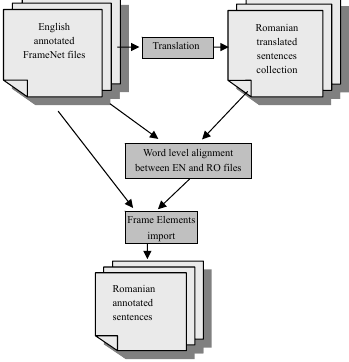 English
annotated
FrameNet files
Translation
Romanian
translated
sentences
collection
Word level alignment
between EN and RO files
Frame Elements
import
Romanian
annotated
sentences